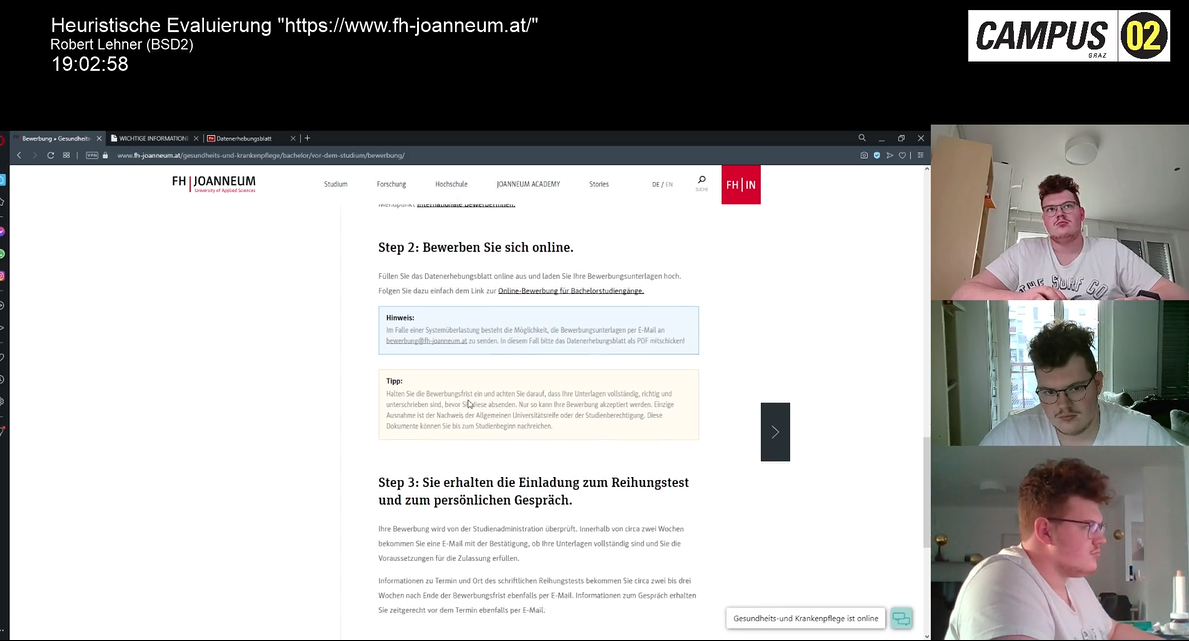 Heuristische Evaluierung "https://www.fh-joanneum.at/"
Robert Lehner (BSD2)
19:02:58
CAMPUS 02
GRAZ
Bewerbung » Gesundheits
WICHTIGE INFORMATION
Datenerhebungsblatt
VPN
www.fh-joanneum.at/gesundheits-und-krankenpflege/bachelor/vor-dem-studium/bewerbung/
FH JOANNEUM
University of Applied Sciences
Studium
Forschung
Hochschule
JOANNEUM ACADEMY
Stories
DE / EN
SUCHE
FH IN
Menüpunkt Internationale BewerberInnen.
Step 2: Bewerben Sie sich online.
Füllen Sie das Datenerhebungsblatt online aus und laden Sie Ihre Bewerbungsunterlagen hoch.
Folgen Sie dazu einfach dem Link zur Online-Bewerbung für Bachelorstudiengänge.
Hinweis:
Im Falle einer Systemüberlastung besteht die Möglichkeit, die Bewerbungsunterlagen per E-Mail an
bewerbung@fh-joanneum.at zu senden. In diesem Fall bitte das Datenerhebungsblatt als PDF mitschicken!
Tipp:
Halten Sie die Bewerbungsfrist ein und achten Sie darauf, dass Ihre Unterlagen vollständig, richtig und
unterschrieben sind, bevor Sie diese absenden. Nur so kann Ihre Bewerbung akzeptiert werden. Einzige
Ausnahme ist der Nachweis der Allgemeinen Universitätsreife oder der Studienberechtigung. Diese
Dokumente können Sie bis zum Studienbeginn nachreichen.
Step 3: Sie erhalten die Einladung zum Reihungstest
und zum persönlichen Gespräch.
Ihre Bewerbung wird von der Studienadministration überprüft. Innerhalb von circa zwei Wochen
bekommen Sie eine E-Mail mit der Bestätigung, ob Ihre Unterlagen vollständig sind und Sie die
Voraussetzungen für die Zulassung erfüllen.
Informationen zu Termin und Ort des schriftlichen Reihungstests bekommen Sie circa zwei bis drei
Wochen nach Ende der Bewerbungsfrist ebenfalls per E-Mail. Informationen zum Gespräch erhalten
Sie zeitgerecht vor dem Termin ebenfalls per E-Mail.
Gesundheits-und Krankenpflege ist online
THE SURF CO